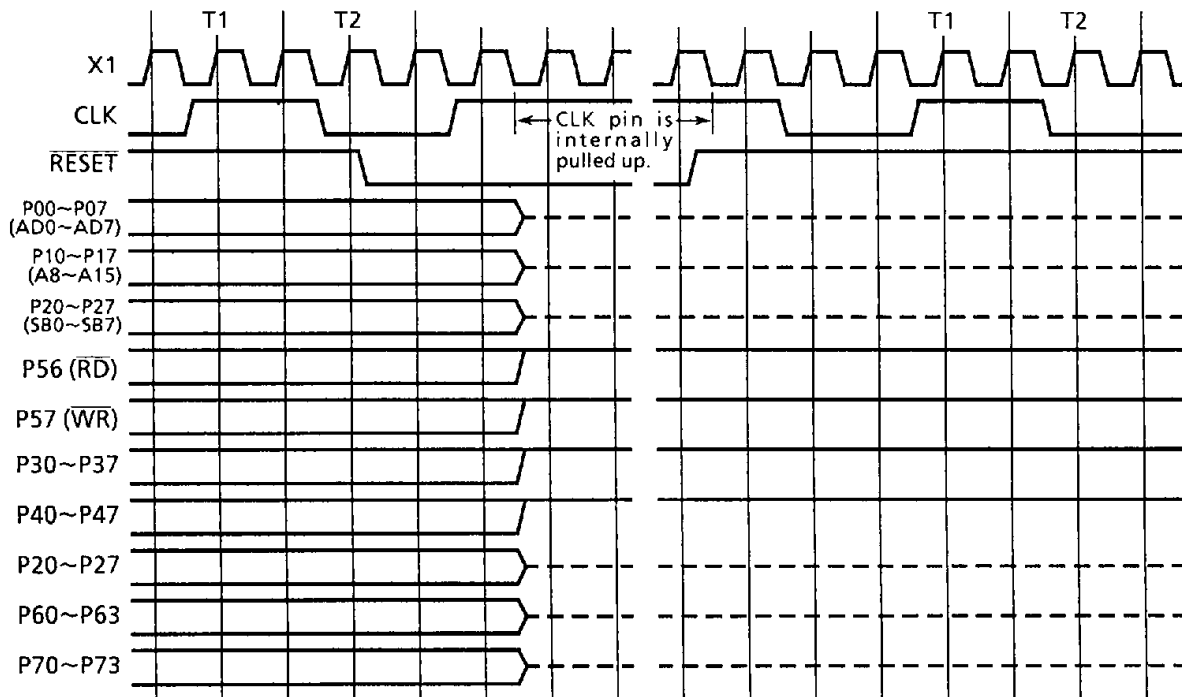 T1 T2 T1 T2
X1
CLK
CLK pin is
internally
pulled up.
RESET
P00~P07
(AD0~AD7)
P10~P17
(A8~A15)
P20~P27
(SB0~SB7)
P56 (RD)
P57 (WR)
P30~P37
P40~P47
P20~P27
P60~P63
P70~P73